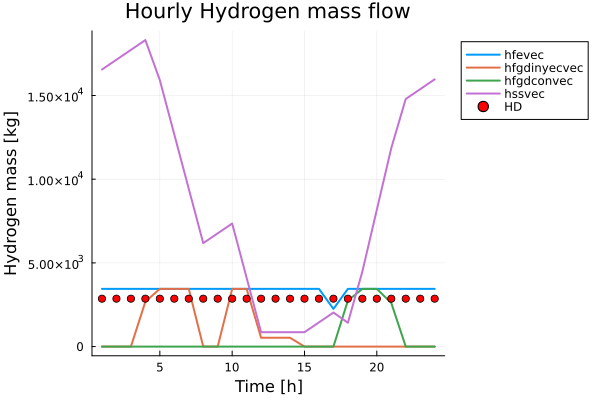 Hourly Hydrogen mass flow
hfevec
hfgdinyecvec
hfgdconvec
hssvec
HD
1.50×10⁴
1.00×10⁴
5.00×10³
0
Hydrogen mass [kg]
5 10 15 20
Time [h]